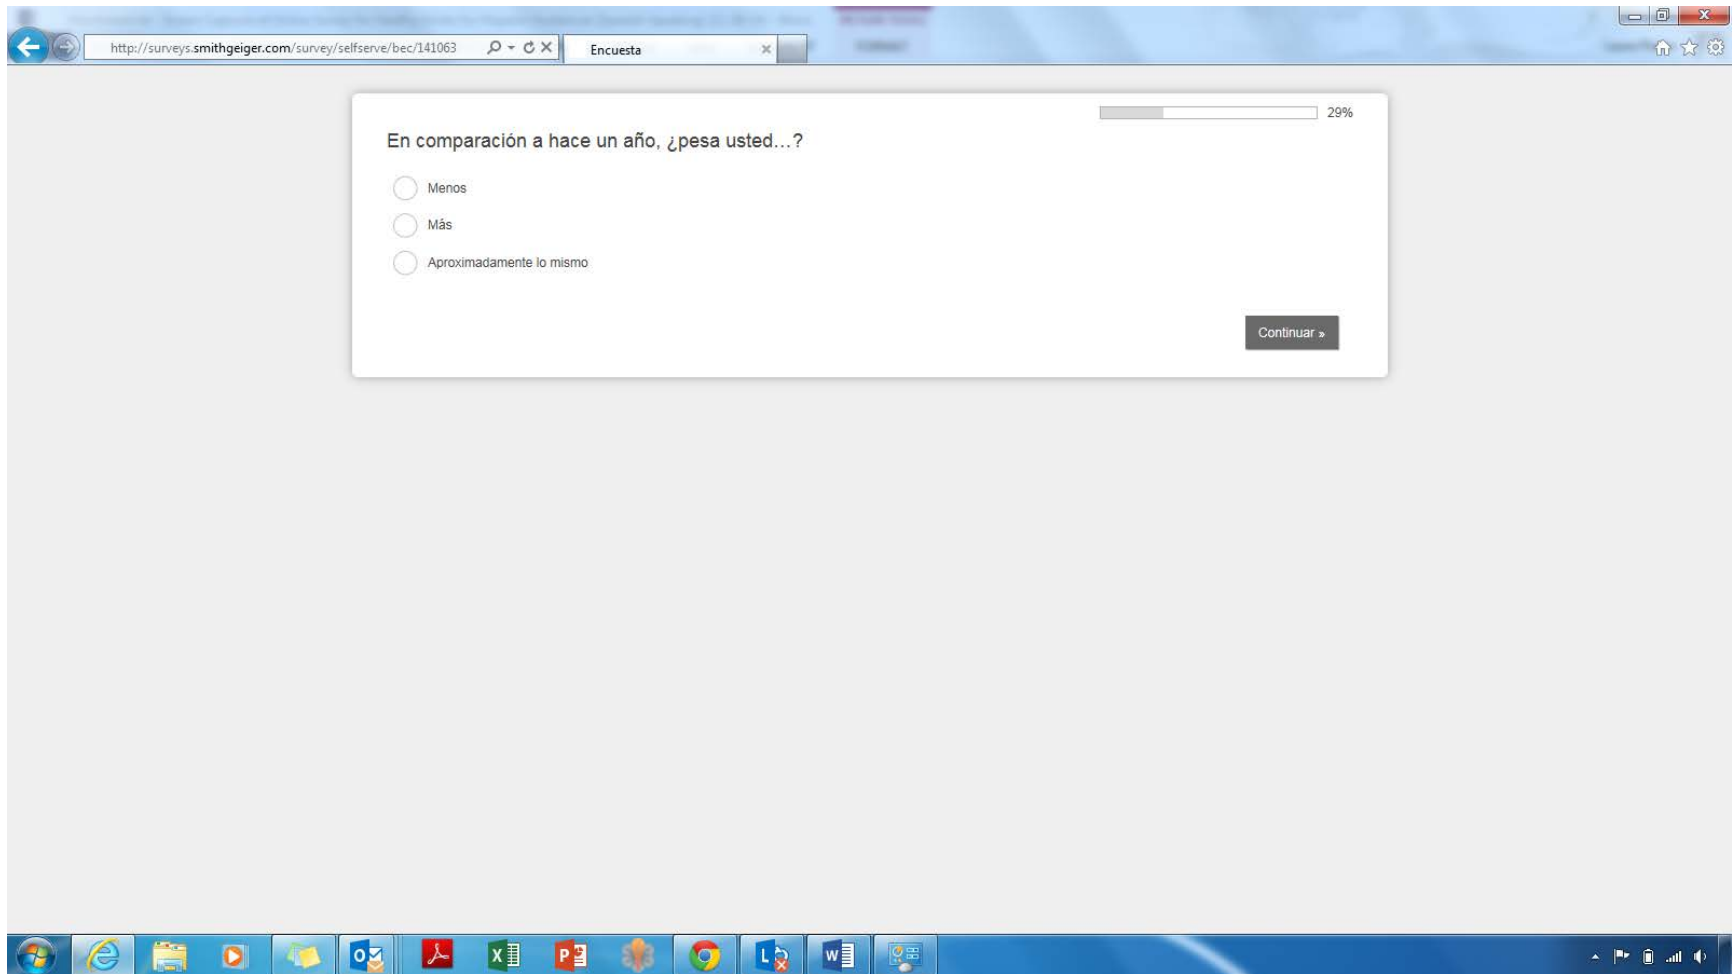 http://surveys.smithgeiger.com/survey/selfserve/bec/141063
Encuesta
29%
En comparación a hace un año, ¿pesa usted…?
Menos
Más
Aproximadamente lo mismo
Continuar »